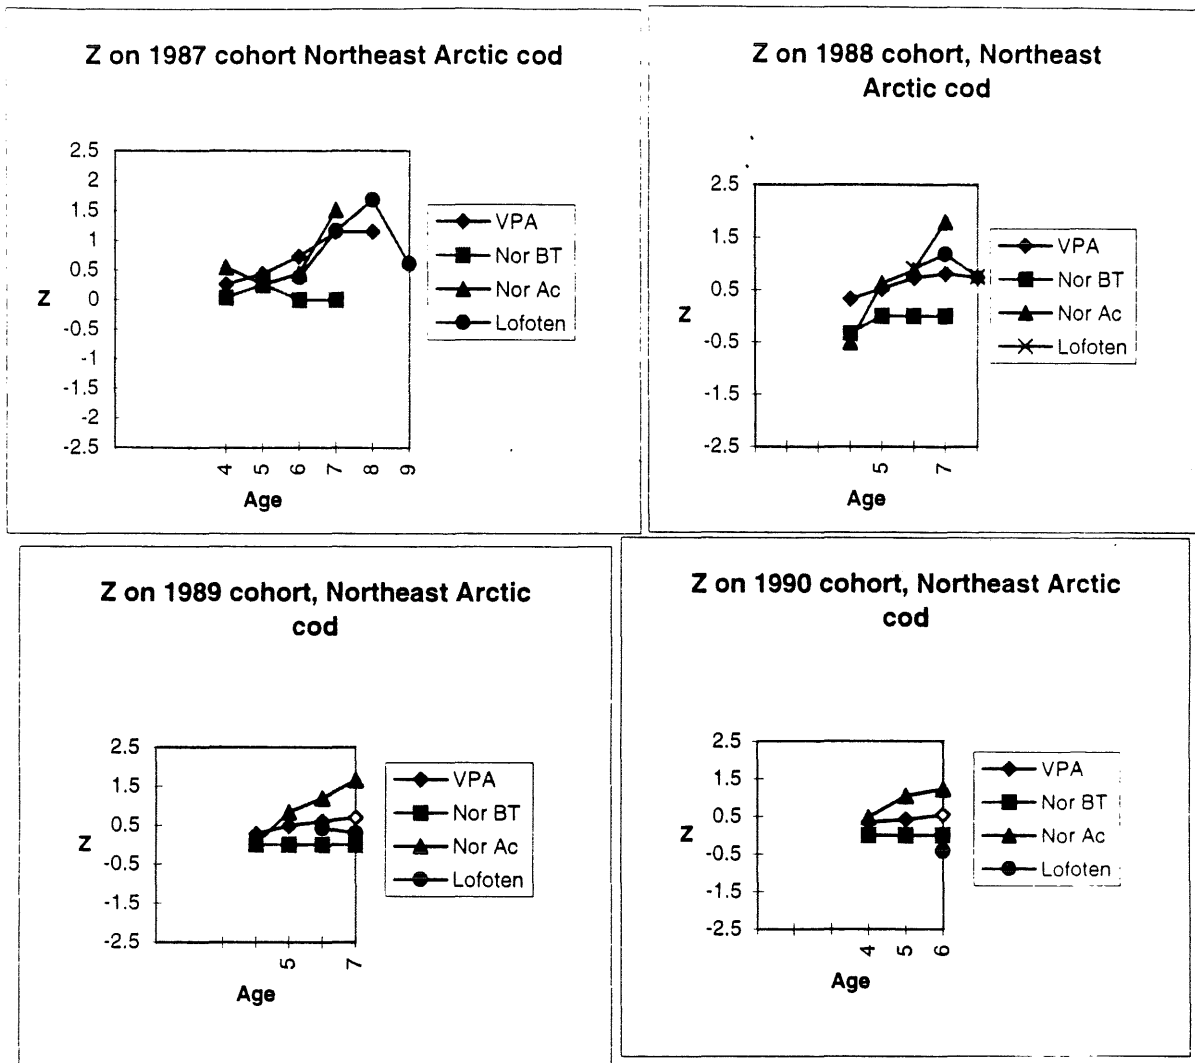 Z on 1987 cohort Northeast Arctic cod
2.5
2
1.5
1
0.5
0
-0.5
-1
-1.5
-2
-2.5
Z
4
5
6
7
8
9
Age
VPA
Nor BT
Nor Ac
Lofoten
Z on 1988 cohort, Northeast
Arctic cod
2.5
1.5
0.5
-0.5
-1.5
-2.5
Z
5
7
Age
VPA
Nor BT
Nor Ac
Lofoten
Z on 1989 cohort, Northeast Arctic
cod
2.5
1.5
0.5
-0.5
-1.5
-2.5
Z
5
7
Age
VPA
Nor BT
Nor Ac
Lofoten
Z on 1990 cohort, Northeast Arctic
cod
2.5
1.5
0.5
-0.5
-1.5
-2.5
Z
4
5
6
Age
VPA
Nor BT
Nor Ac
Lofoten